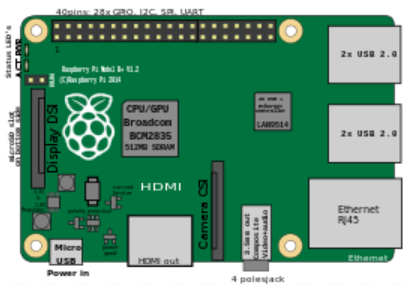 40pins: 28x GPIO, I2C, SPI, UART
Status LED's
ACT PWR
1
RUN
Raspberry Pi Model B+ V1.2
(C)Raspberry Pi 2014
2x USB 2.0
CPU/GPU
Broadcom
BCM2835
512MB SDRAM
LAN9514
microSD slot
on bottom side
Display DSI
2x USB 2.0
HDMI
Camera CSI
Ethernet
RJ45
3.5mm out
Composite
Video+audio
Micro
USB
HDMI out
Ethernet
Power in
4 polesjack